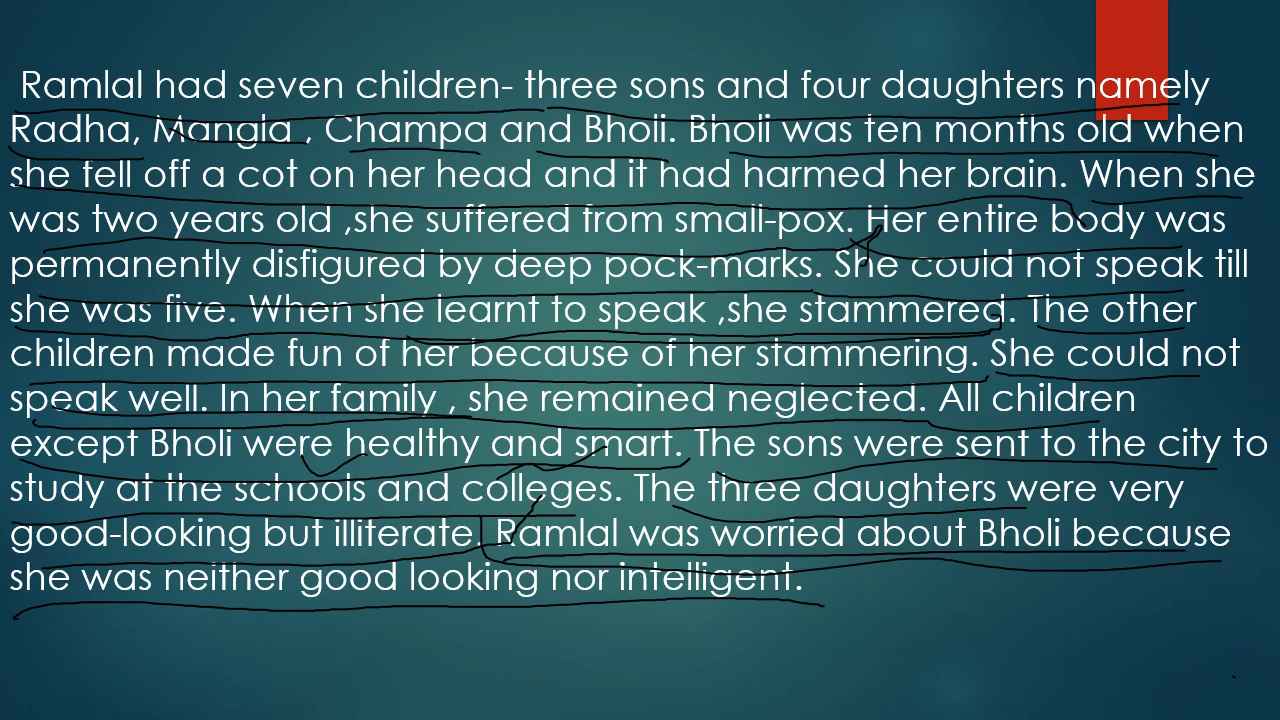 Ramlal had seven children- three sons and four daughters namely
Radha, Mangla , Champa and Bholi. Bholi was ten months old when
she fell off a cot on her head and it had harmed her brain. When she
was two years old ,she suffered from small-pox. Her entire body was
permanently disfigured by deep pock-marks. She could not speak till
she was five. When she learnt to speak ,she stammered. The other
children made fun of her because of her stammering. She could not
speak well. In her family , she remained neglected. All children
except Bholi were healthy and smart. The sons were sent to the city to
study at the schools and colleges. The three daughters were very
good-looking but illiterate. Ramlal was worried about Bholi because
she was neither good looking nor intelligent.